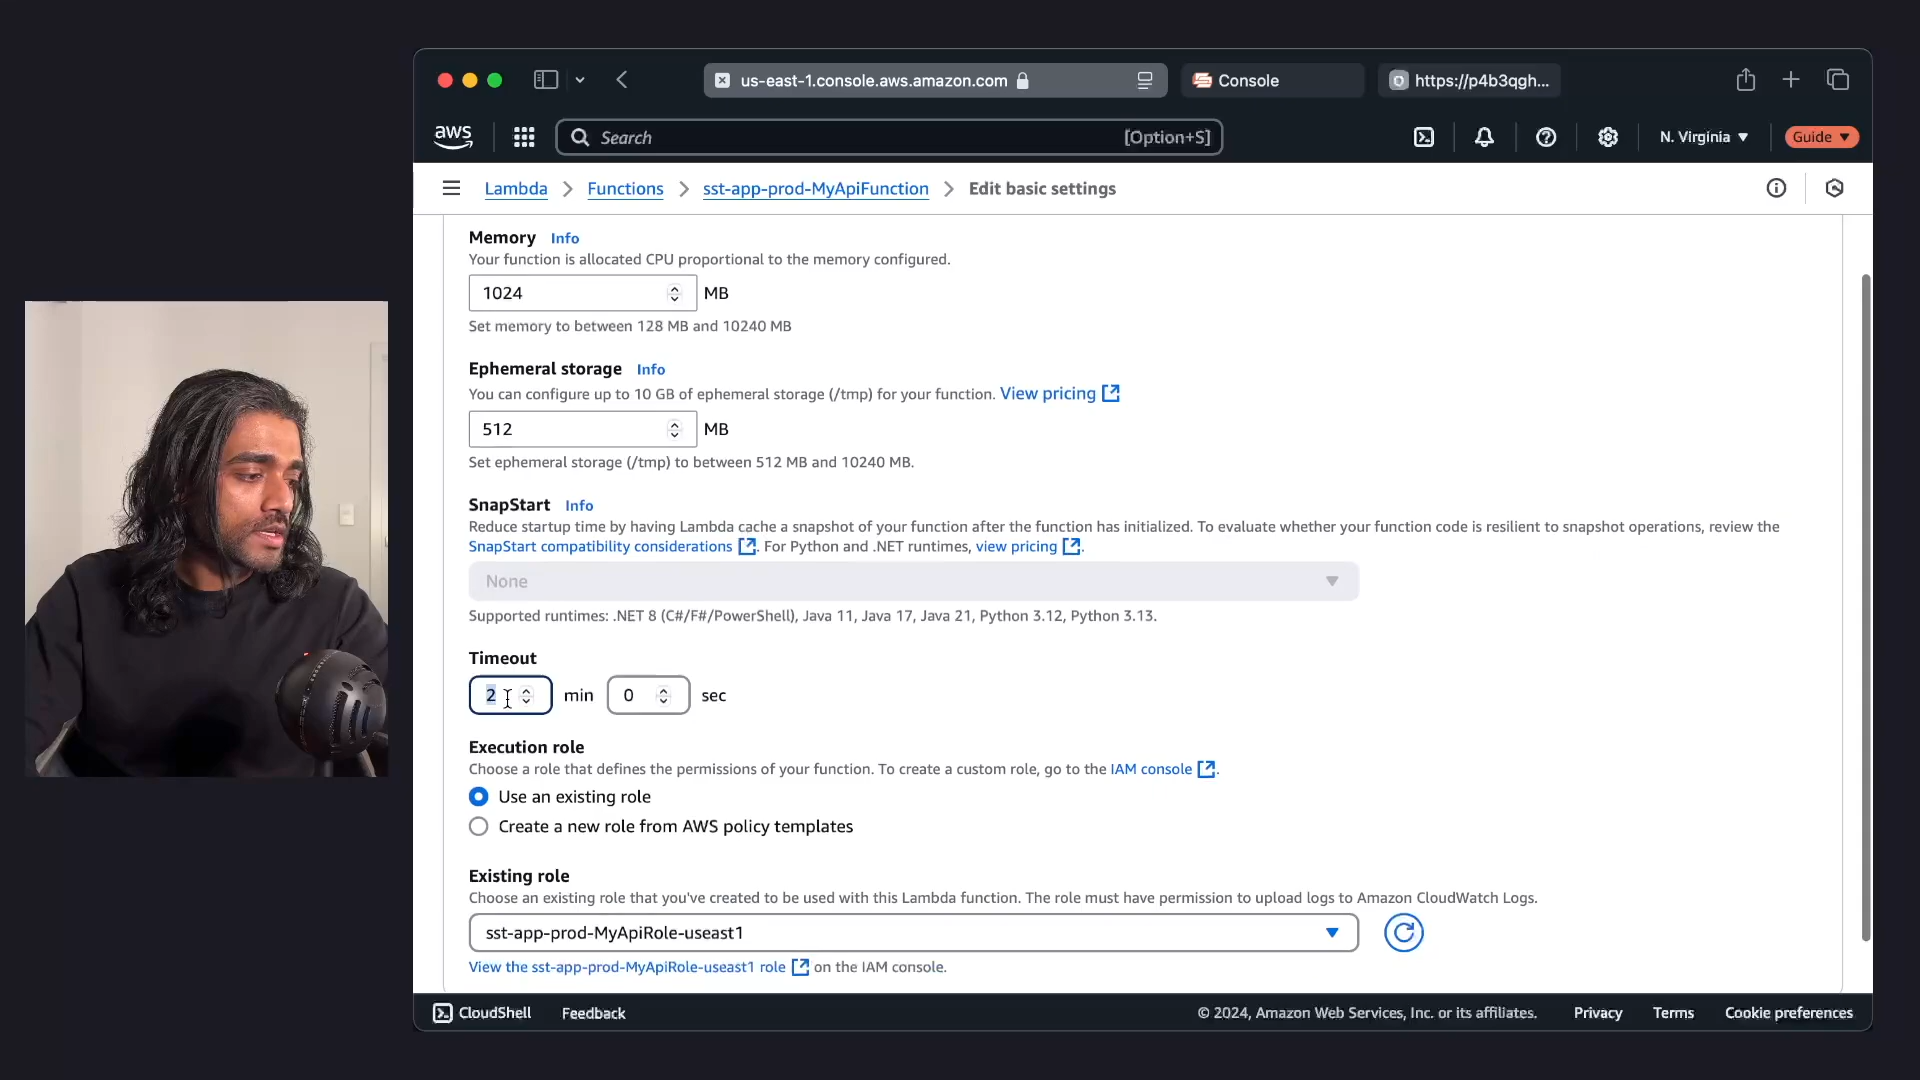 us-east-1.console.aws.amazon.com
Console
https://p4b3qgh...
aws
Search
[Option+S]
N. Virginia
Guide
Lambda
Functions
sst-app-prod-MyApiFunction
Edit basic settings
Memory Info
Your function is allocated CPU proportional to the memory configured.
1024 MB
Set memory to between 128 MB and 10240 MB
Ephemeral storage Info
You can configure up to 10 GB of ephemeral storage (/tmp) for your function. View pricing
512 MB
Set ephemeral storage (/tmp) to between 512 MB and 10240 MB.
SnapStart Info
Reduce startup time by having Lambda cache a snapshot of your function after the function has initialized. To evaluate whether your function code is resilient to snapshot operations, review the
SnapStart compatibility considerations. For Python and .NET runtimes, view pricing.
None
Supported runtimes: .NET 8 (C#/F#/PowerShell), Java 11, Java 17, Java 21, Python 3.12, Python 3.13.
Timeout
2 min 0 sec
Execution role
Choose a role that defines the permissions of your function. To create a custom role, go to the IAM console.
Use an existing role
Create a new role from AWS policy templates
Existing role
Choose an existing role that you've created to be used with this Lambda function. The role must have permission to upload logs to Amazon CloudWatch Logs.
sst-app-prod-MyApiRole-useast1
View the sst-app-prod-MyApiRole-useast1 role on the IAM console.
CloudShell
Feedback
© 2024, Amazon Web Services, Inc. or its affiliates.
Privacy
Terms
Cookie preferences